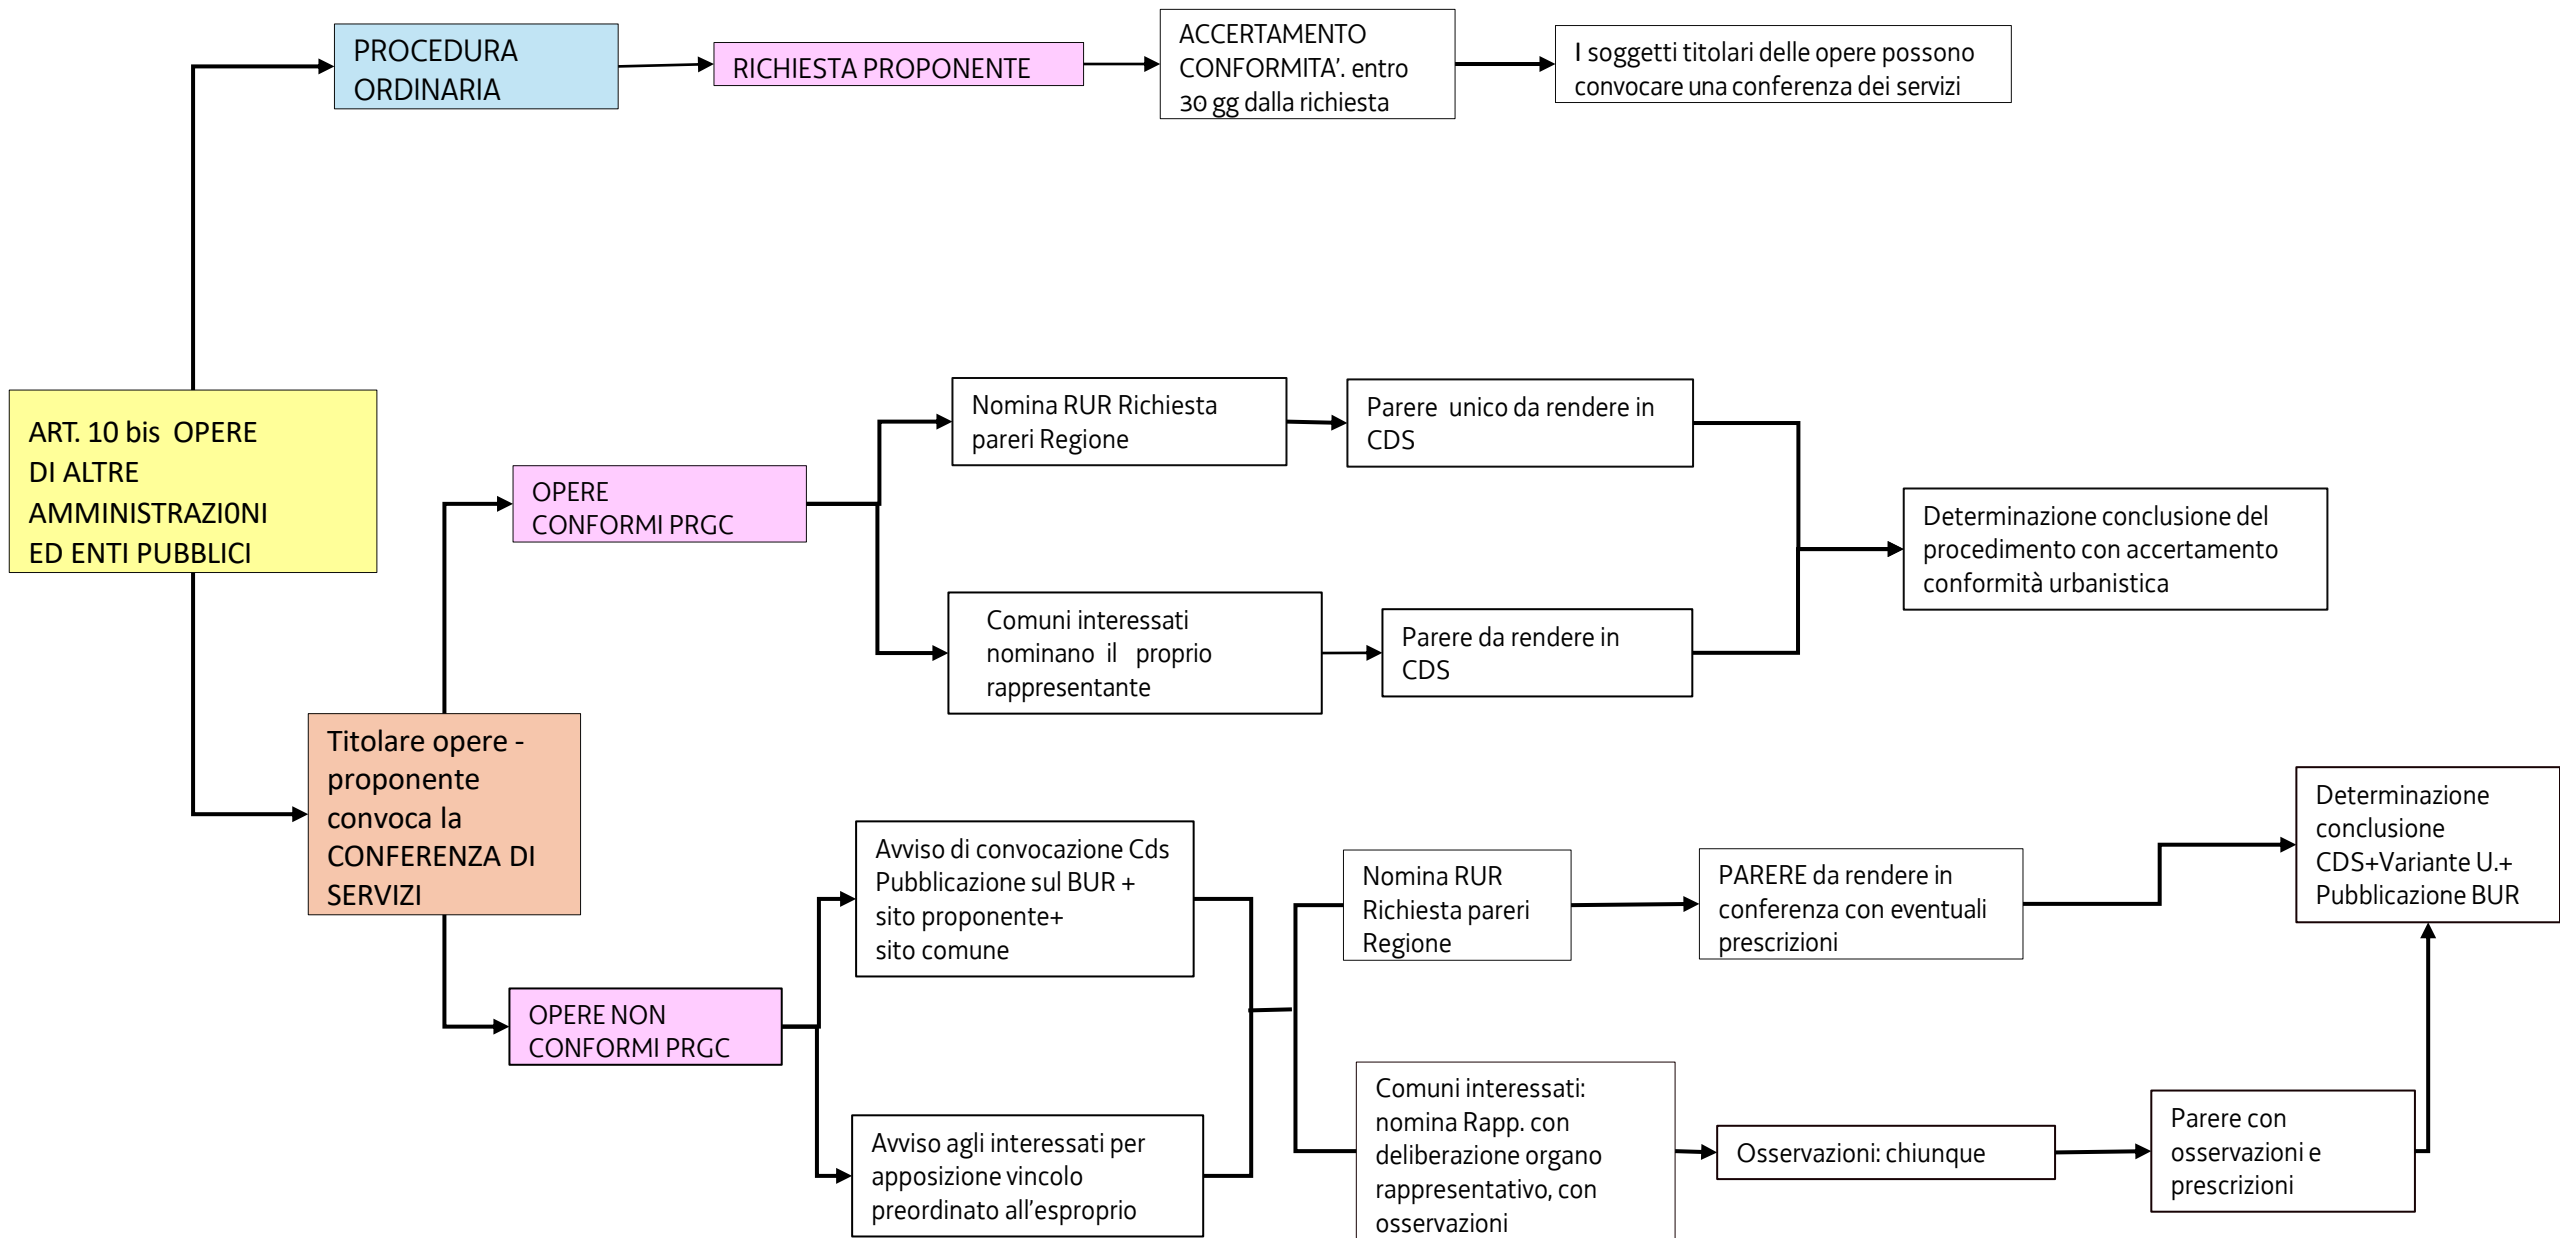 PROCEDURA
ORDINARIA
RICHIESTA PROPONENTE
ACCERTAMENTO
CONFORMITA’. entro
30 gg dalla richiesta
I soggetti titolari delle opere possono
convocare una conferenza dei servizi
ART. 10 bis OPERE
DI ALTRE
AMMINISTRAZI0NI
ED ENTI PUBBLICI
OPERE
CONFORMI PRGC
Nomina RUR Richiesta
pareri Regione
Parere unico da rendere in
CDS
Comuni interessati
nominano il proprio
rappresentante
Parere da rendere in
CDS
Determinazione conclusione del
procedimento con accertamento
conformità urbanistica
Titolare opere -
proponente
convoca la
CONFERENZA DI
SERVIZI
OPERE NON
CONFORMI PRGC
Avviso di convocazione Cds
Pubblicazione sul BUR +
sito proponente+
sito comune
Avviso agli interessati per
apposizione vincolo
preordinato all’esproprio
Nomina RUR
Richiesta pareri
Regione
PARERE da rendere in
conferenza con eventuali
prescrizioni
Determinazione
conclusione
CDS+Variante U.+
Pubblicazione BUR
Comuni interessati:
nomina Rapp. con
deliberazione organo
rappresentativo, con
osservazioni
Osservazioni: chiunque
Parere con
osservazioni e
prescrizioni